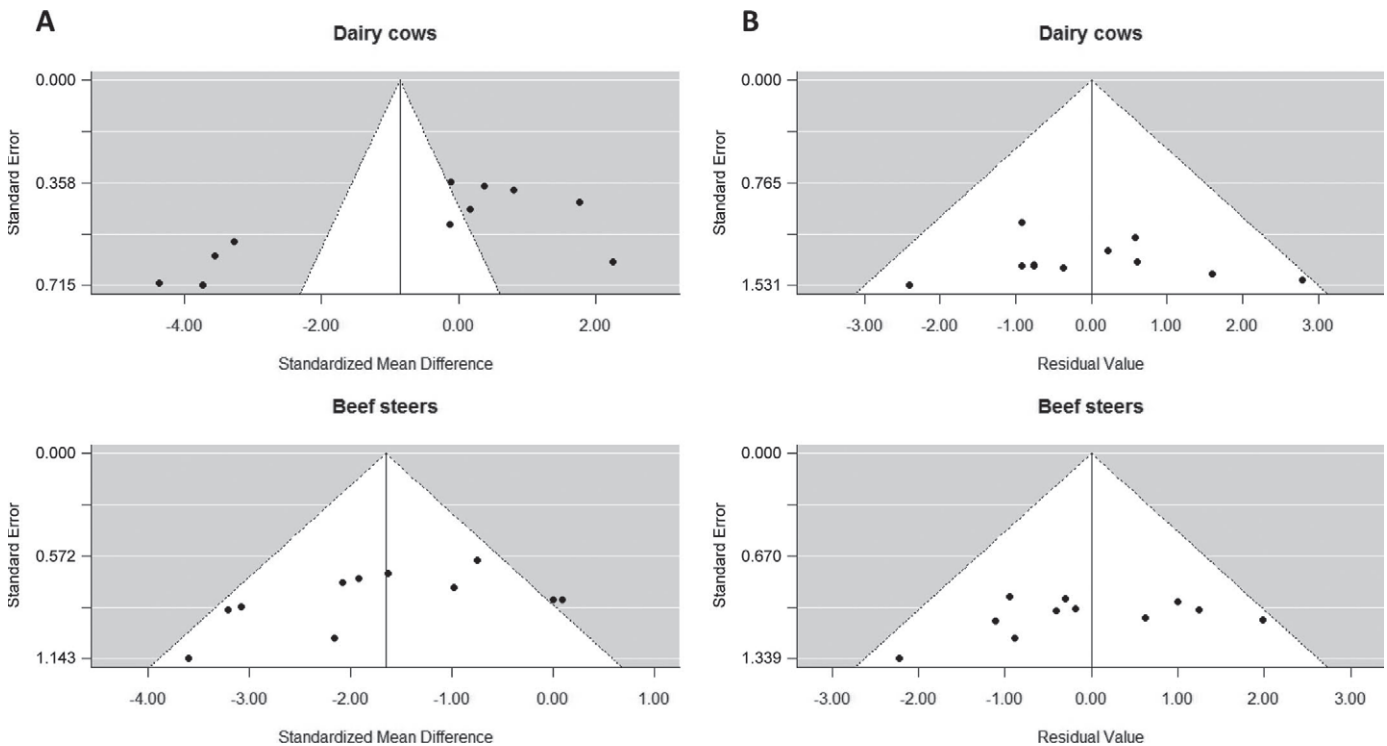 A
Dairy cows
Standard Error
0.000
0.358
0.715
-4.00 -2.00 0.00 2.00
Standardized Mean Difference
B
Dairy cows
Standard Error
0.000
0.765
1.531
-3.00 -2.00 -1.00 0.00 1.00 2.00 3.00
Residual Value
Beef steers
Standard Error
0.000
0.572
1.143
-4.00 -3.00 -2.00 -1.00 0.00 1.00
Standardized Mean Difference
Beef steers
Standard Error
0.000
0.670
1.339
-3.00 -2.00 -1.00 0.00 1.00 2.00 3.00
Residual Value